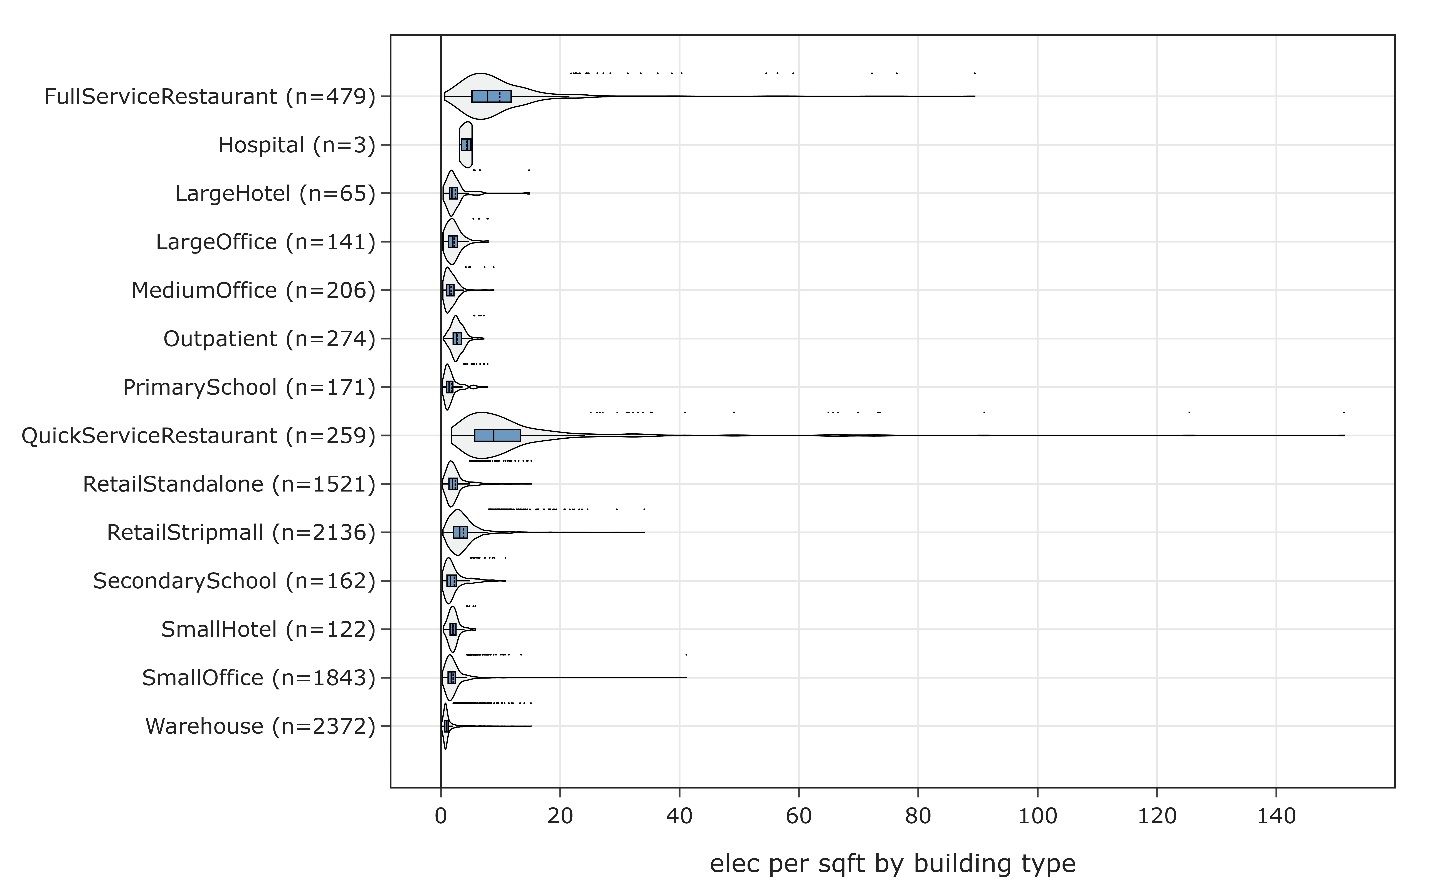 FullServiceRestaurant (n=479)
Hospital (n=3)
LargeHotel (n=65)
LargeOffice (n=141)
MediumOffice (n=206)
Outpatient (n=274)
PrimarySchool (n=171)
QuickServiceRestaurant (n=259)
RetailStandalone (n=1521)
RetailStripmall (n=2136)
SecondarySchool (n=162)
SmallHotel (n=122)
SmallOffice (n=1843)
Warehouse (n=2372)
0 20 40 60 80 100 120 140
elec per sqft by building type